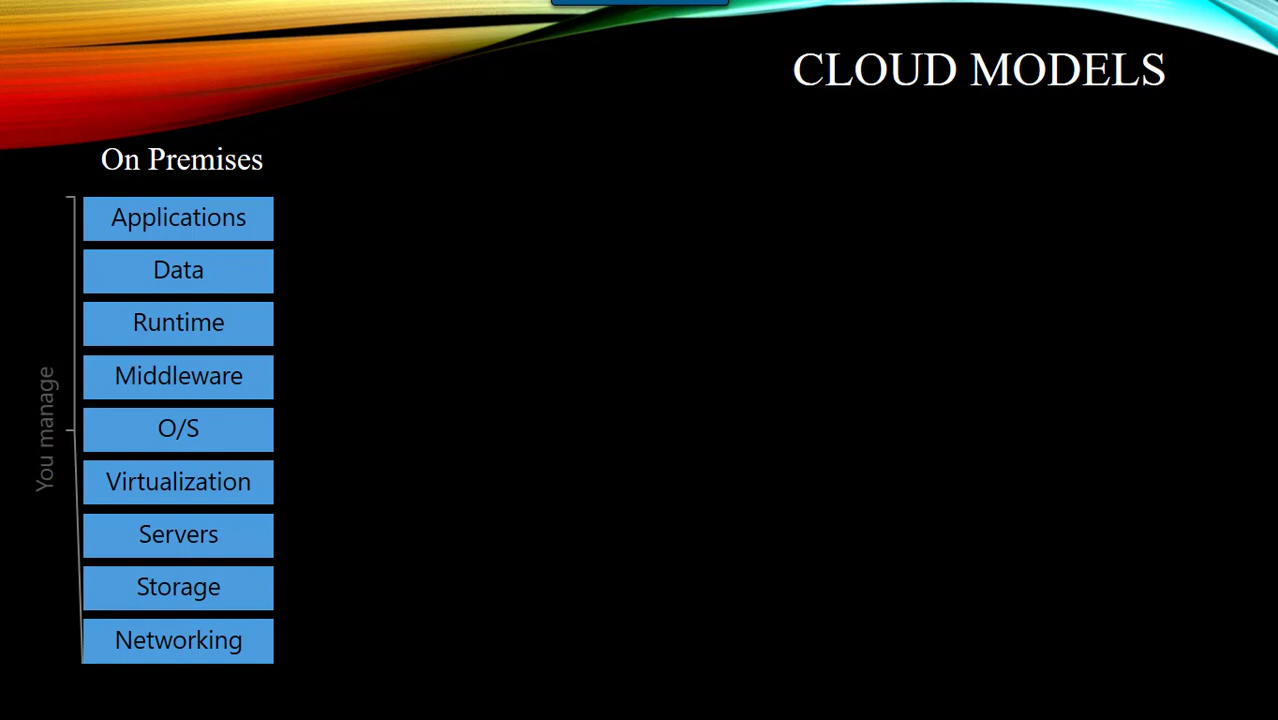 CLOUD MODELS
On Premises
Applications
Data
Runtime
Middleware
O/S
Virtualization
Servers
Storage
Networking
You manage